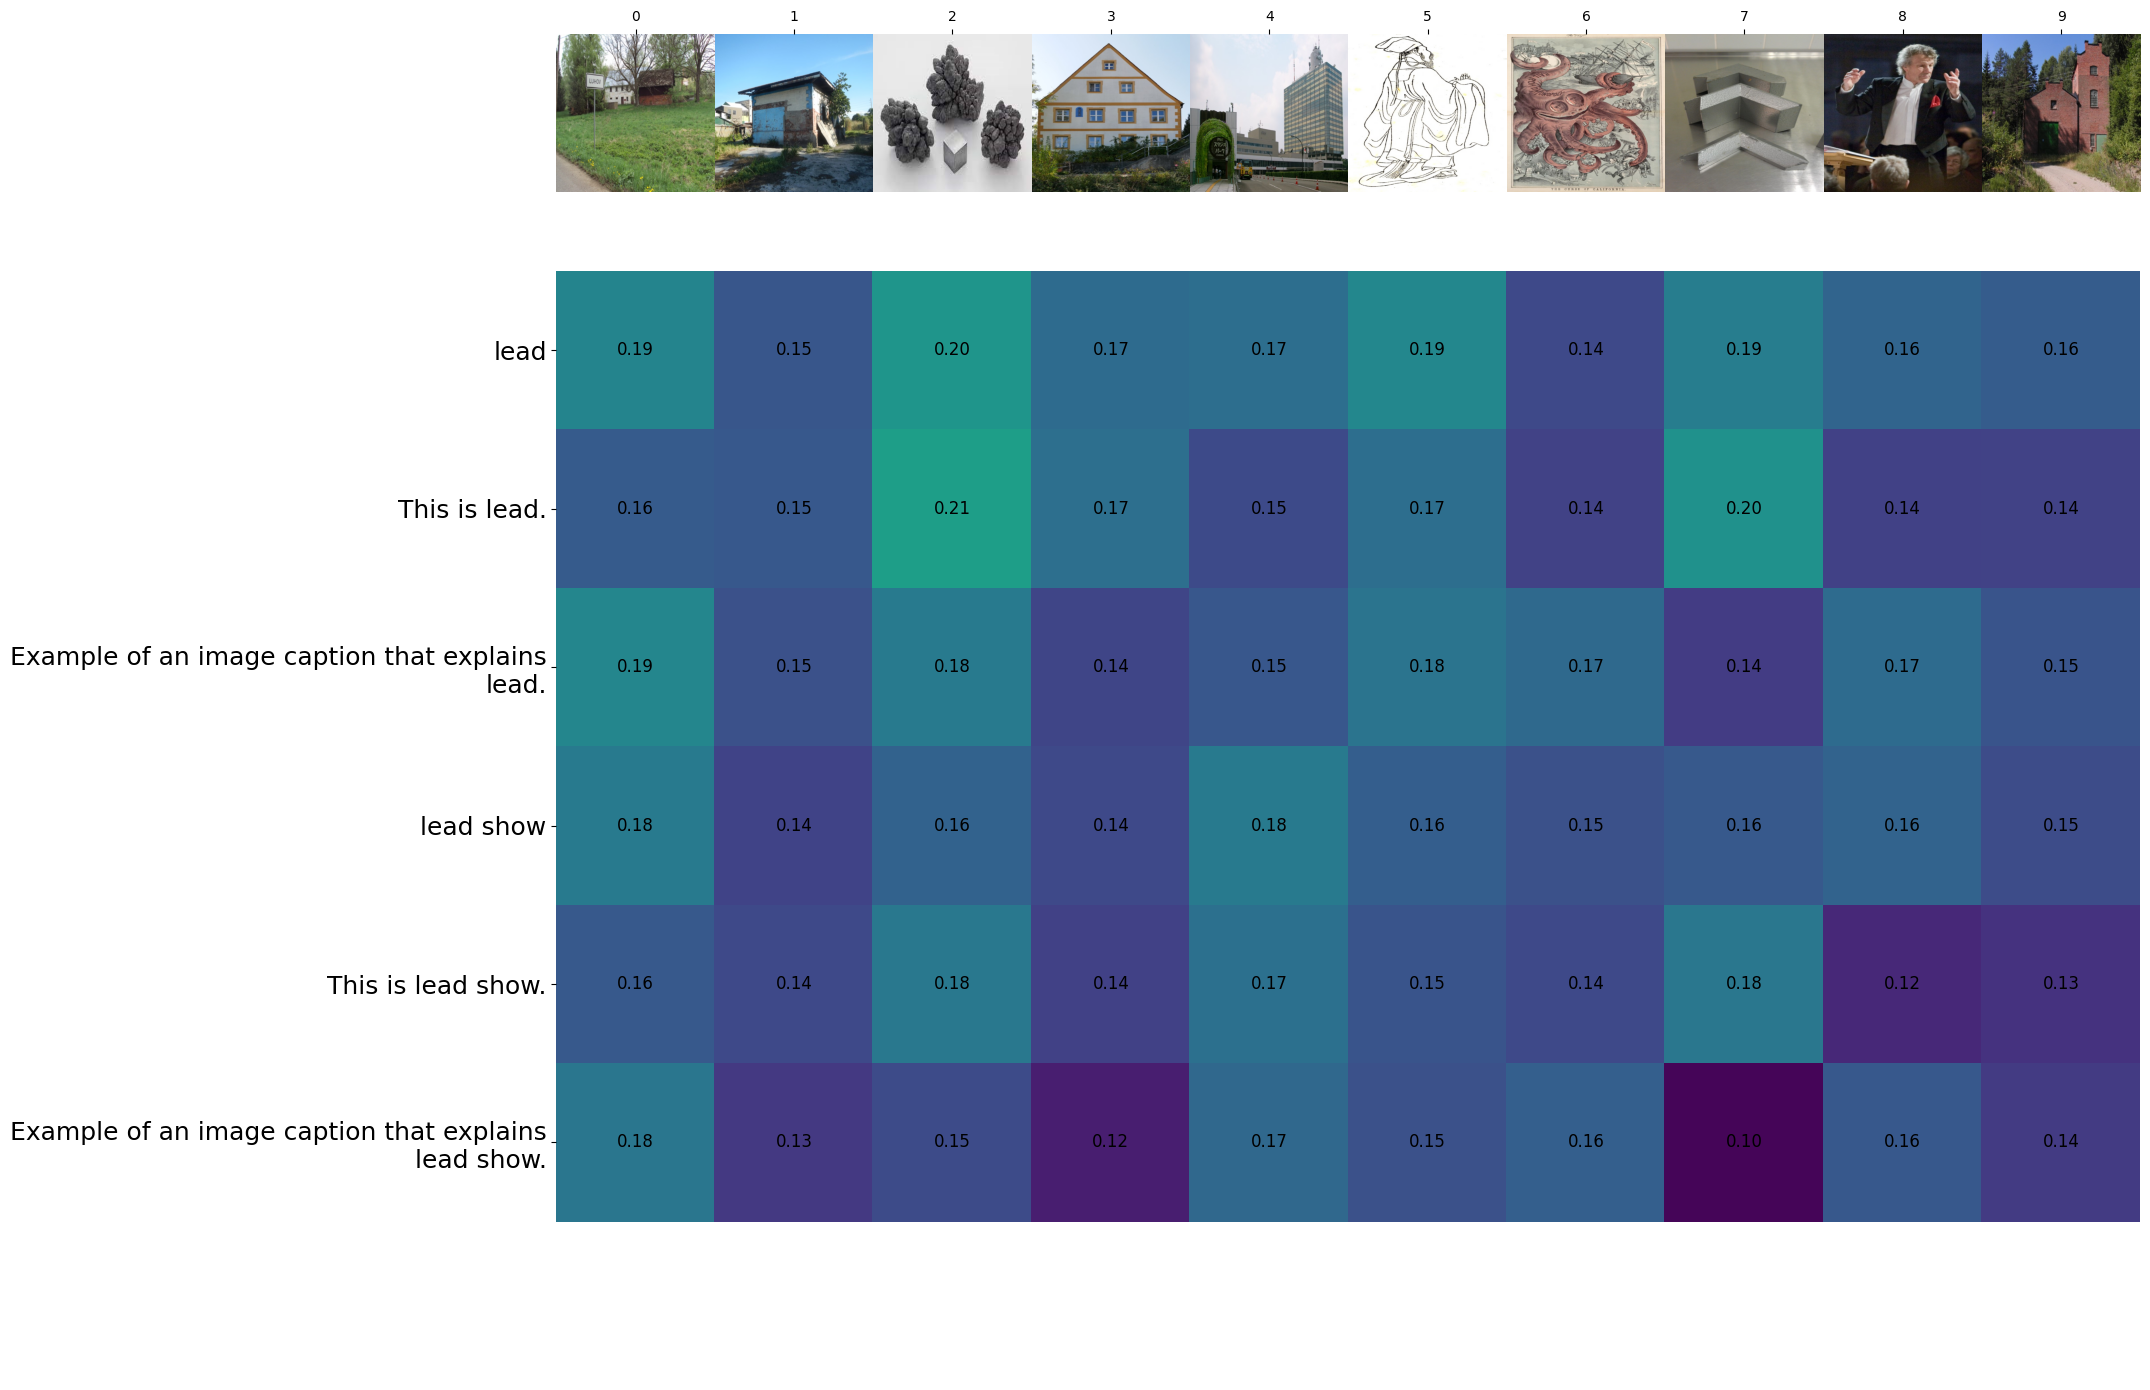 0 1 2 3 4 5 6 7 8 9
THE CURSE OF CALIFORNIA
lead 0.19 0.15 0.20 0.17 0.17 0.19 0.14 0.19 0.16 0.16
This is lead. 0.16 0.15 0.21 0.17 0.15 0.17 0.14 0.20 0.14 0.14
Example of an image caption that explains
lead. 0.19 0.15 0.18 0.14 0.15 0.18 0.17 0.14 0.17 0.15
lead show 0.18 0.14 0.16 0.14 0.18 0.16 0.15 0.16 0.16 0.15
This is lead show. 0.16 0.14 0.18 0.14 0.17 0.15 0.14 0.18 0.12 0.13
Example of an image caption that explains
lead show. 0.18 0.13 0.15 0.12 0.17 0.15 0.16 0.10 0.16 0.14